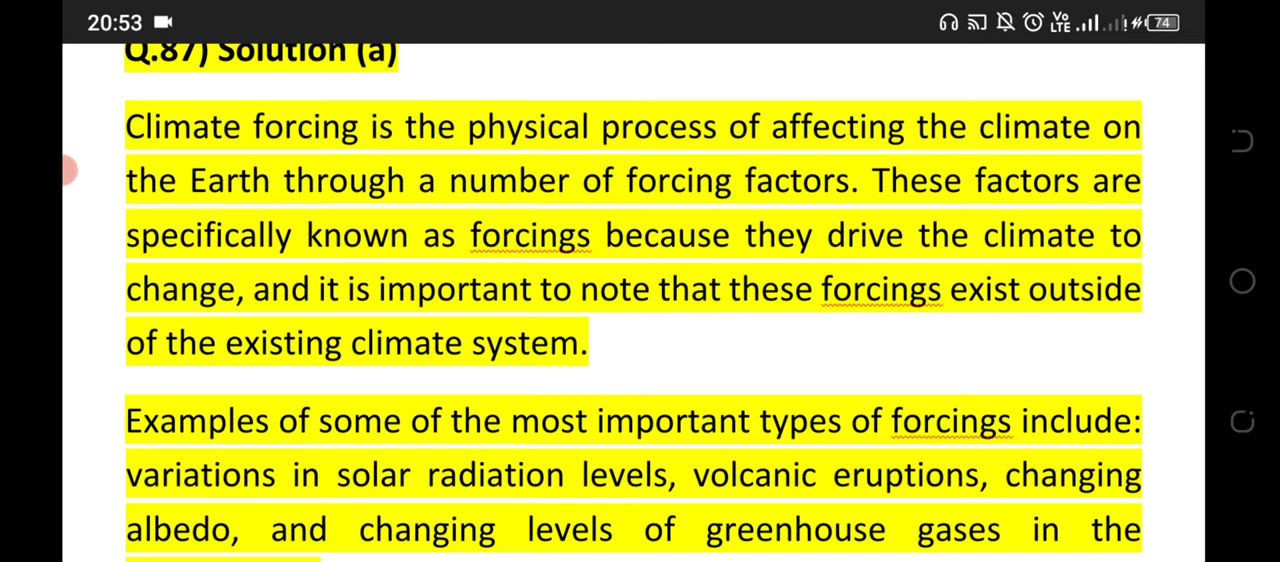 20:53 Vo LTE 74
Q.87) Solution (a)
Climate forcing is the physical process of affecting the climate on
the Earth through a number of forcing factors. These factors are
specifically known as forcings because they drive the climate to
change, and it is important to note that these forcings exist outside
of the existing climate system.
Examples of some of the most important types of forcings include:
variations in solar radiation levels, volcanic eruptions, changing
albedo, and changing levels of greenhouse gases in the